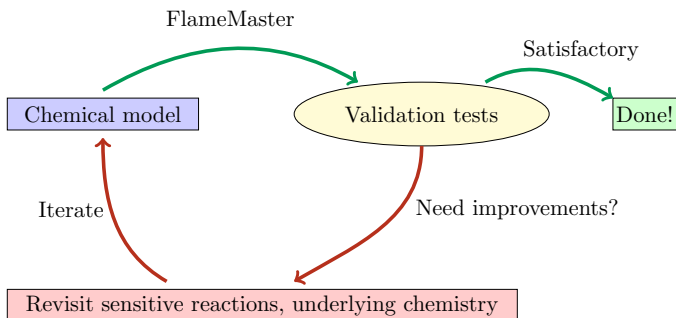 FlameMaster
Satisfactory
Chemical model
Validation tests
Done!
Iterate
Need improvements?
Revisit sensitive reactions, underlying chemistry